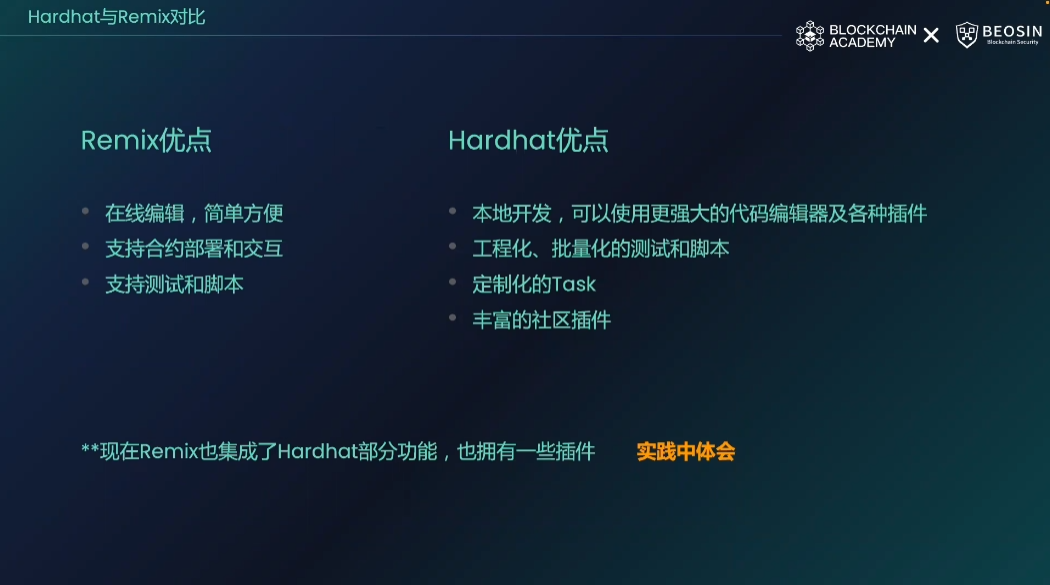 Hardhat与Remix对比
BLOCKCHAIN
ACADEMY
BEOSIN
Blockchain Security
Remix优点
在线编辑，简单方便
支持合约部署和交互
支持测试和脚本
Hardhat优点
本地开发，可以使用更强大的代码编辑器及各种插件
工程化、批量化的测试和脚本
定制化的Task
丰富的社区插件
**现在Remix也集成了Hardhat部分功能，也拥有一些插件 实践中体会